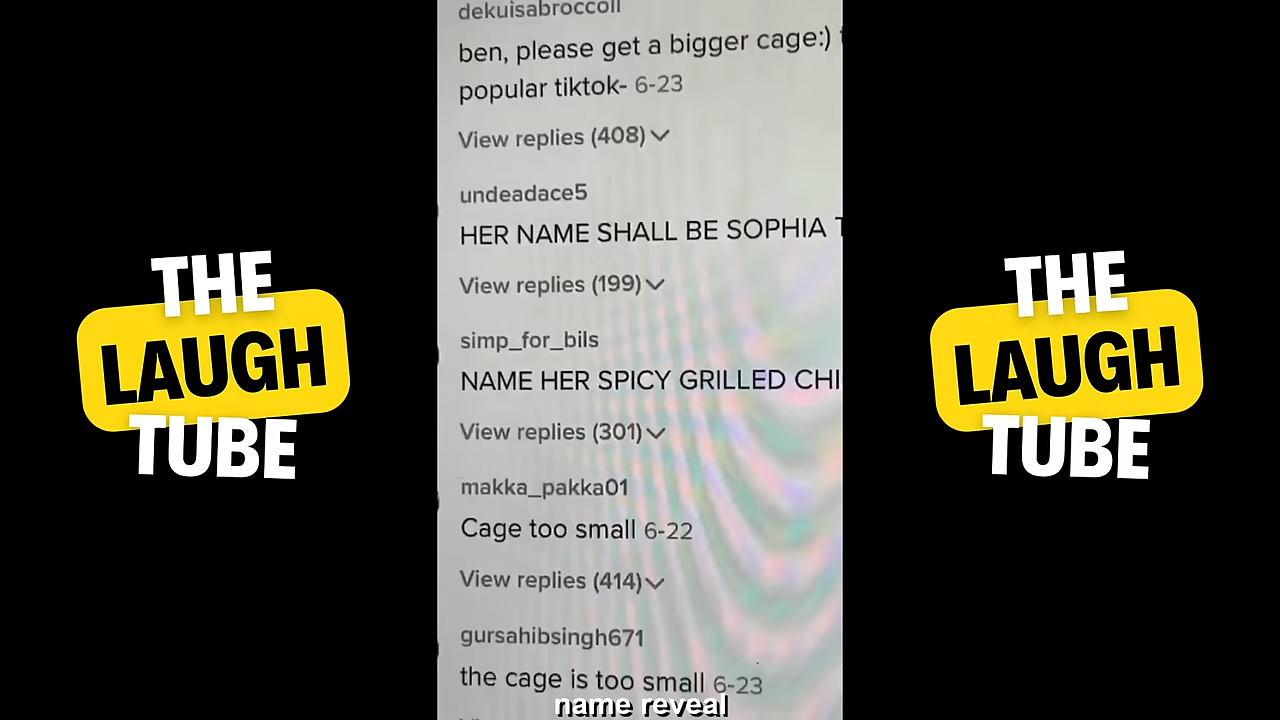 dekuisabroccoli
ben, please get a bigger cage:)
popular tiktok- 6-23
View replies (408)
undeadace5
HER NAME SHALL BE SOPHIA T
View replies (199)
simp_for_bils
NAME HER SPICY GRILLED CHI
View replies (301)
makka_pakka01
Cage too small 6-22
View replies (414)
gursahibsingh671
the cage is too small 6-23
name reveal
THE
LAUGH
TUBE
THE
LAUGH
TUBE